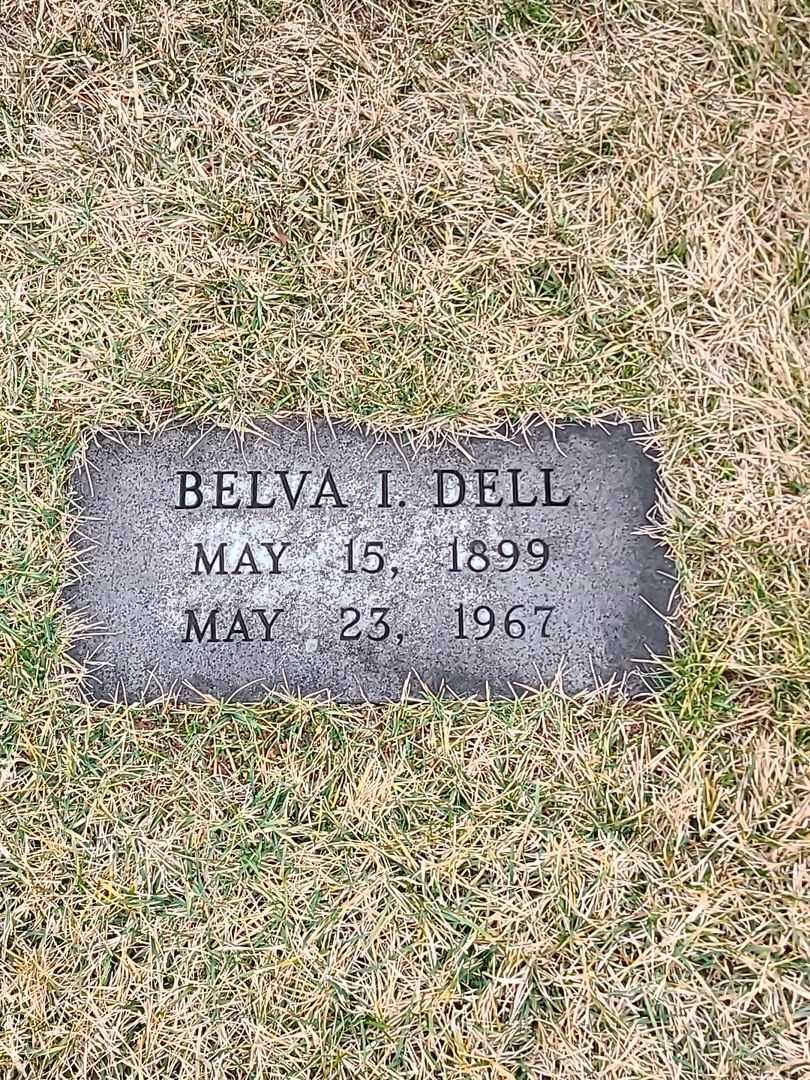 BELVA I. DELL
MAY 15, 1899
MAY 23, 1967